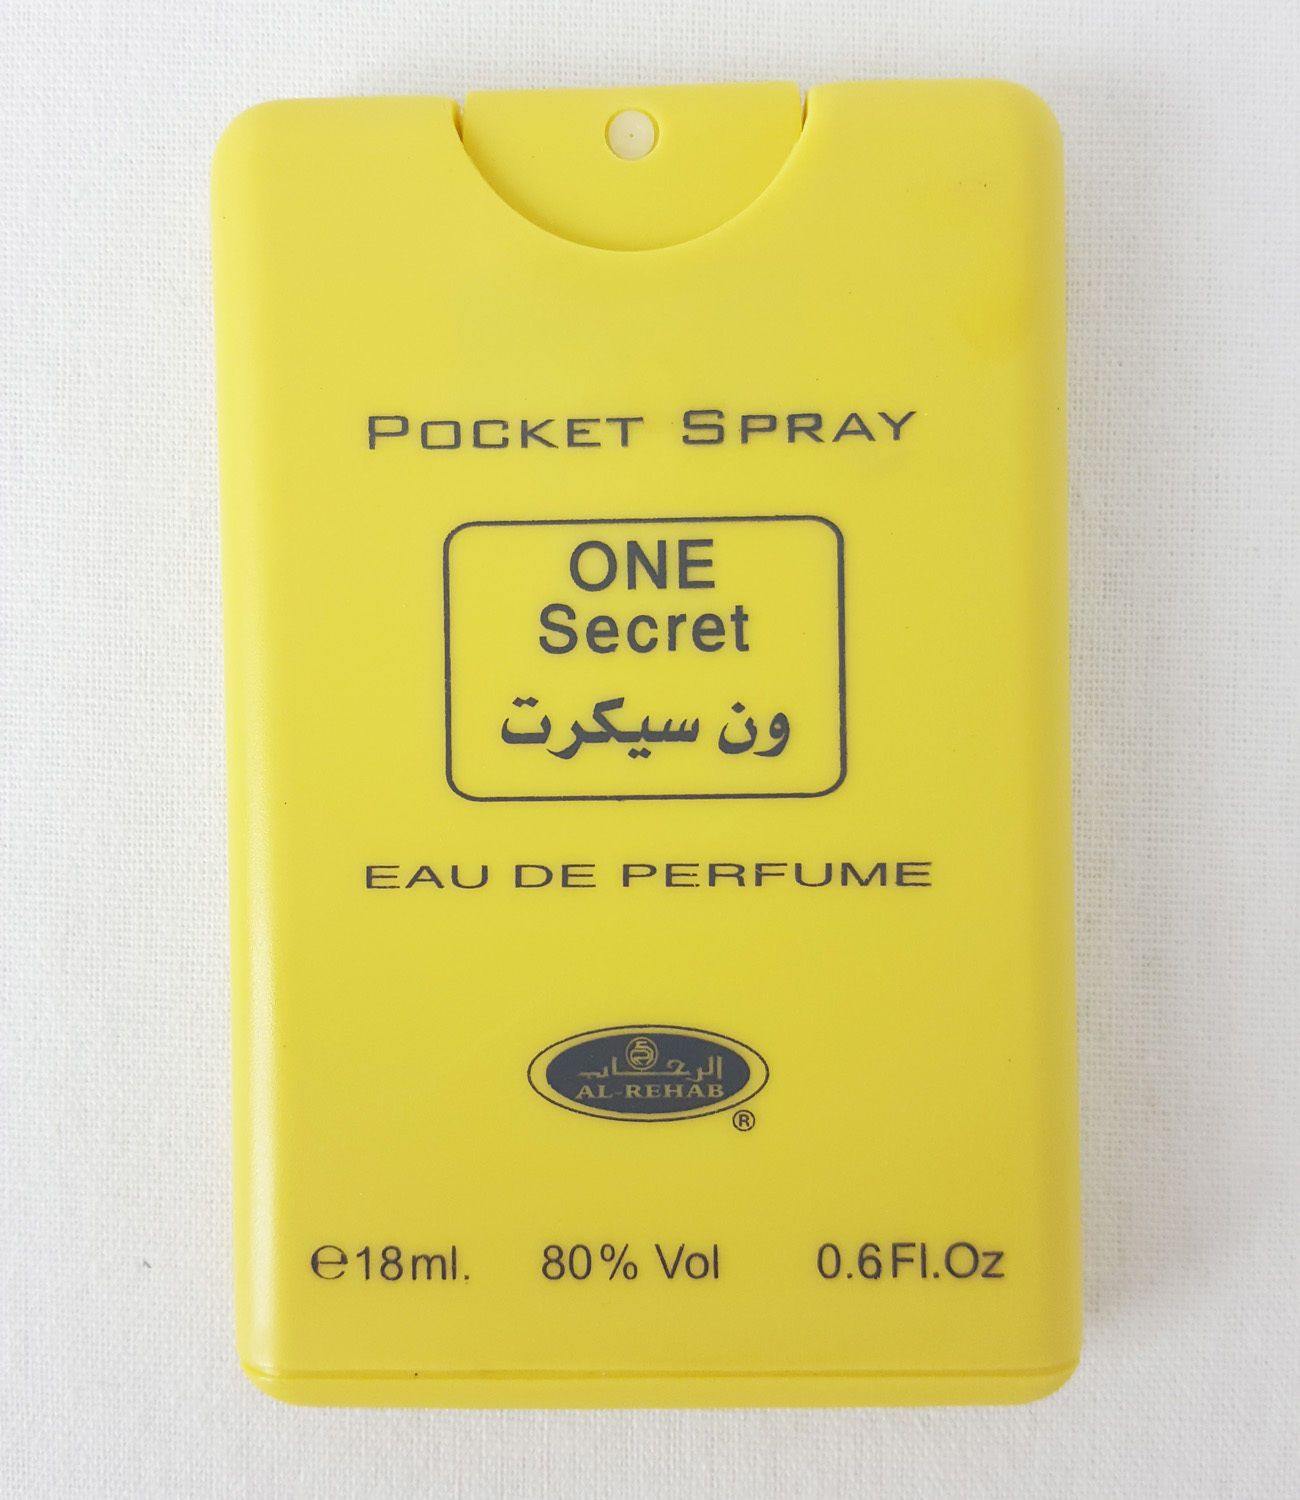 POCKET SPRAY
ONE
Secret
ون سيكرت
EAU DE PERFUME
الرحاب
AL-REHAB
®
℮18ml. 80% Vol 0.6Fl.Oz